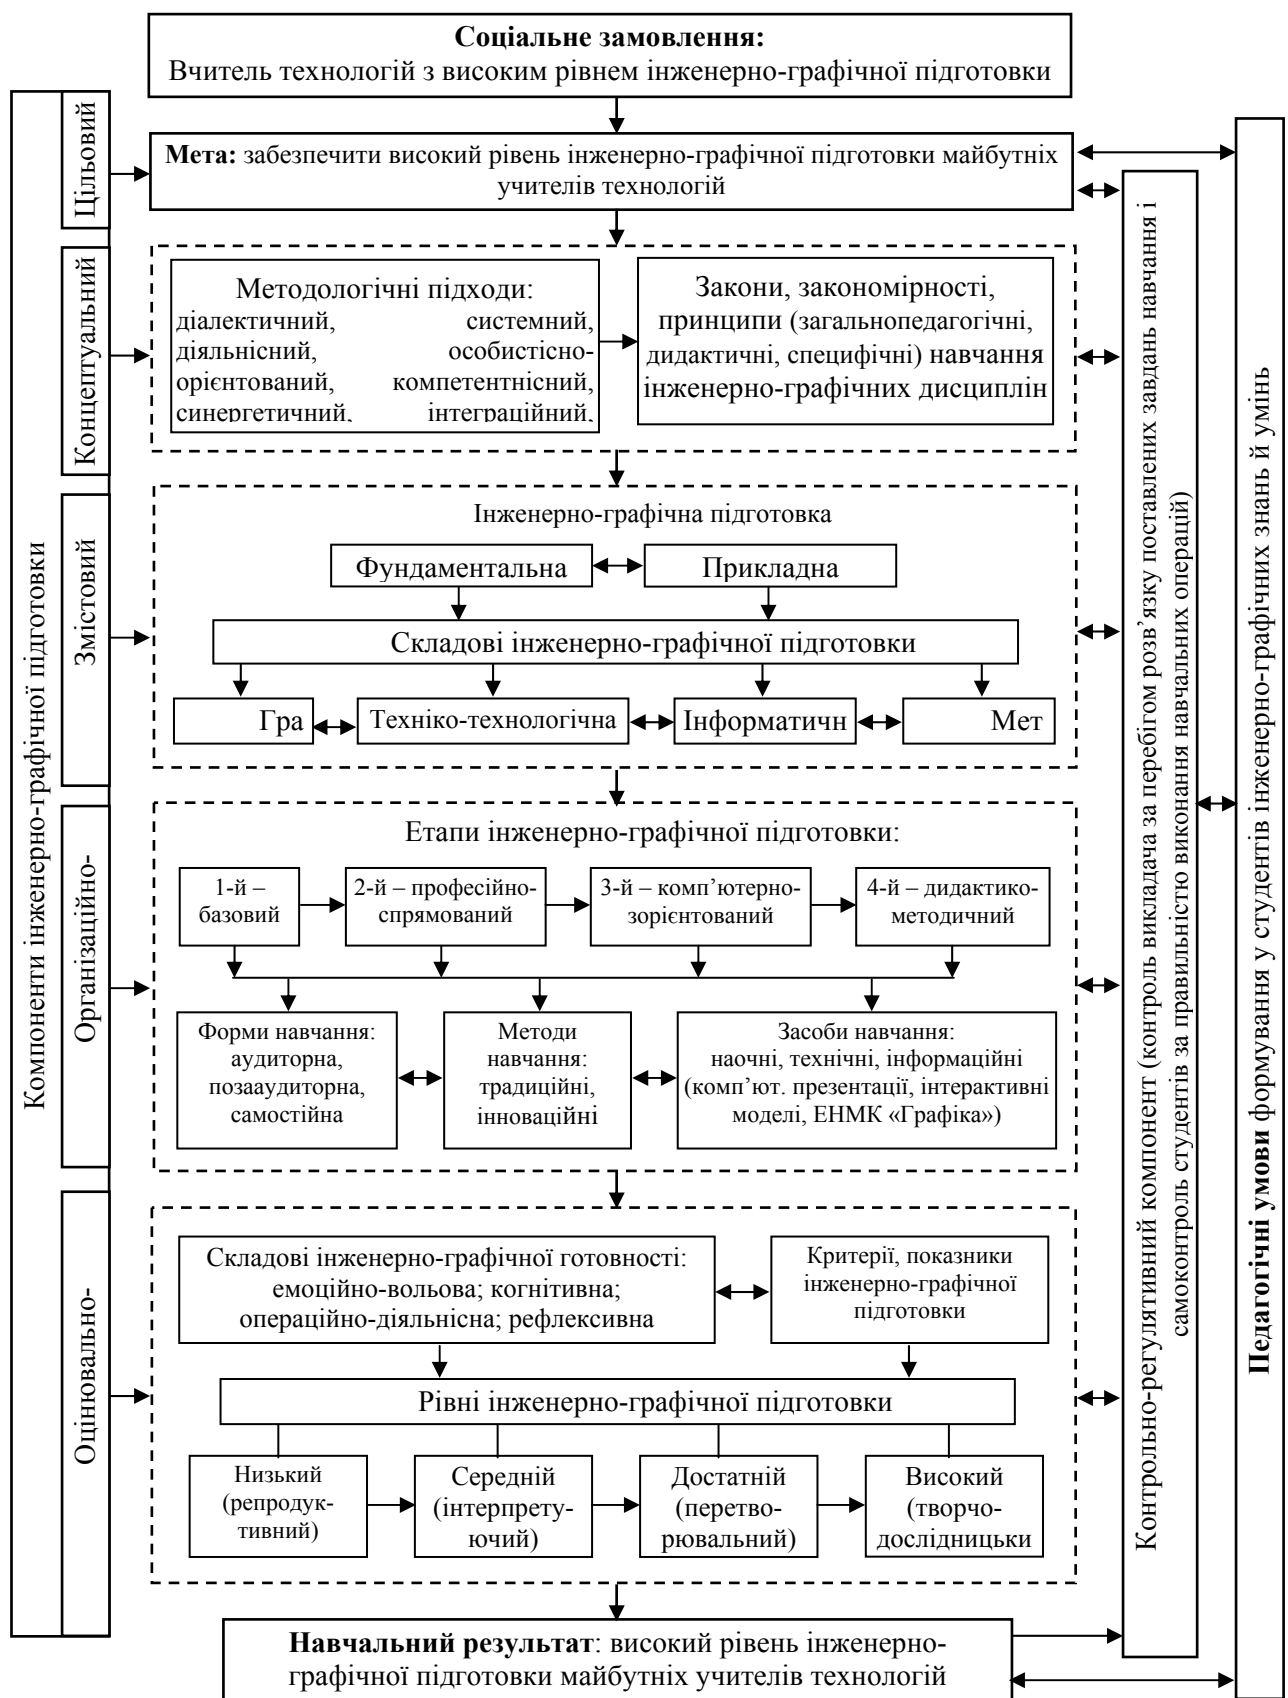 Соціальне замовлення:
Вчитель технологій з високим рівнем інженерно-графічної підготовки
Компоненти інженерно-графічної підготовки
Цільовий
Мета: забезпечити високий рівень інженерно-графічної підготовки майбутніх
учителів технологій
Концептуальний
Методологічні підходи:
діалектичний, системний,
діяльнісний, особистісно-
орієнтований, компетентнісний,
синергетичний, інтеграційний,
Закони, закономірності,
принципи (загальнопедагогічні,
дидактичні, специфічні) навчання
інженерно-графічних дисциплін
Змістовий
Інженерно-графічна підготовка
Фундаментальна
Прикладна
Складові інженерно-графічної підготовки
Гра
Техніко-технологічна
Інформатичн
Мет
Організаційно-
Етапи інженерно-графічної підготовки:
1-й –
базовий
2-й – професійно-
спрямований
3-й – комп’ютерно-
зорієнтований
4-й – дидактико-
методичний
Форми навчання:
аудиторна,
позааудиторна,
самостійна
Методи
навчання:
традиційні,
інноваційні
Засоби навчання:
наочні, технічні, інформаційні
(комп’ют. презентації, інтерактивні
моделі, ЕНМК «Графіка»)
Оцінювально-
Складові інженерно-графічної готовності:
емоційно-вольова; когнітивна;
операційно-діяльнісна; рефлексивна
Критерії, показники
інженерно-графічної
підготовки
Рівні інженерно-графічної підготовки
Низький
(репродук-
тивний)
Середній
(інтерпрету-
ючий)
Достатній
(перетво-
рювальний)
Високий
(творчо-
дослідницьки
Навчальний результат: високий рівень інженерно-
графічної підготовки майбутніх учителів технологій
Контрольно-регулятивний компонент (контроль викладача за перебігом розв’язку поставлених завдань навчання і
самоконтроль студентів за правильністю виконання навчальних операцій)
Педагогічні умови формування у студентів інженерно-графічних знань й умінь